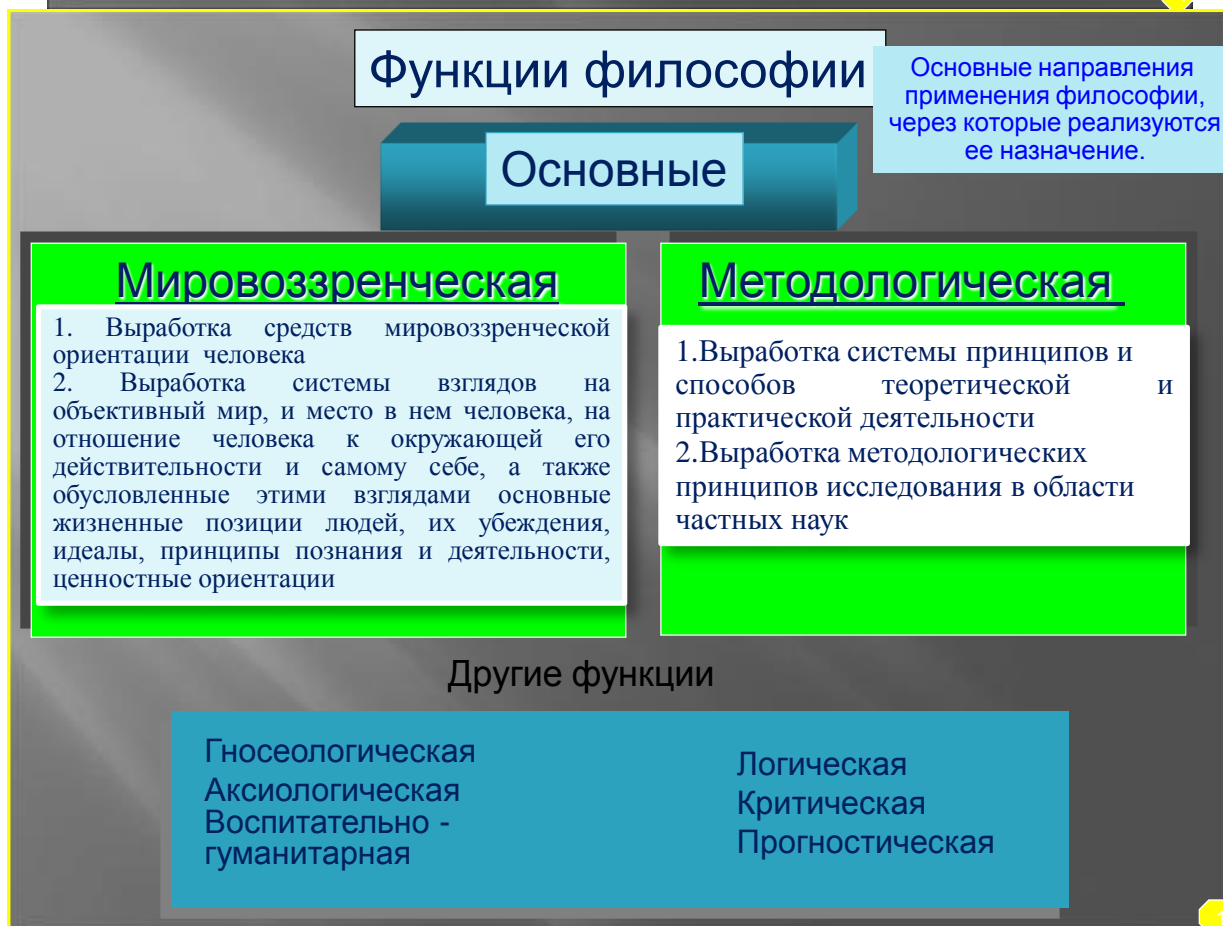 Функции философии
Основные направления
применения философии,
через которые реализуются
ее назначение.
Основные
Мировоззренческая
1. Выработка средств мировоззренческой
ориентации человека
2. Выработка системы взглядов на
объективный мир, и место в нем человека, на
отношение человека к окружающей его
действительности и самому себе, а также
обусловленные этими взглядами основные
жизненные позиции людей, их убеждения,
идеалы, принципы познания и деятельности,
ценностные ориентации
Методологическая
1.Выработка системы принципов и
способов теоретической и
практической деятельности
2.Выработка методологических
принципов исследования в области
частных наук
Другие функции
Гносеологическая
Аксиологическая
Воспитательно -
гуманитарная
Логическая
Критическая
Прогностическая